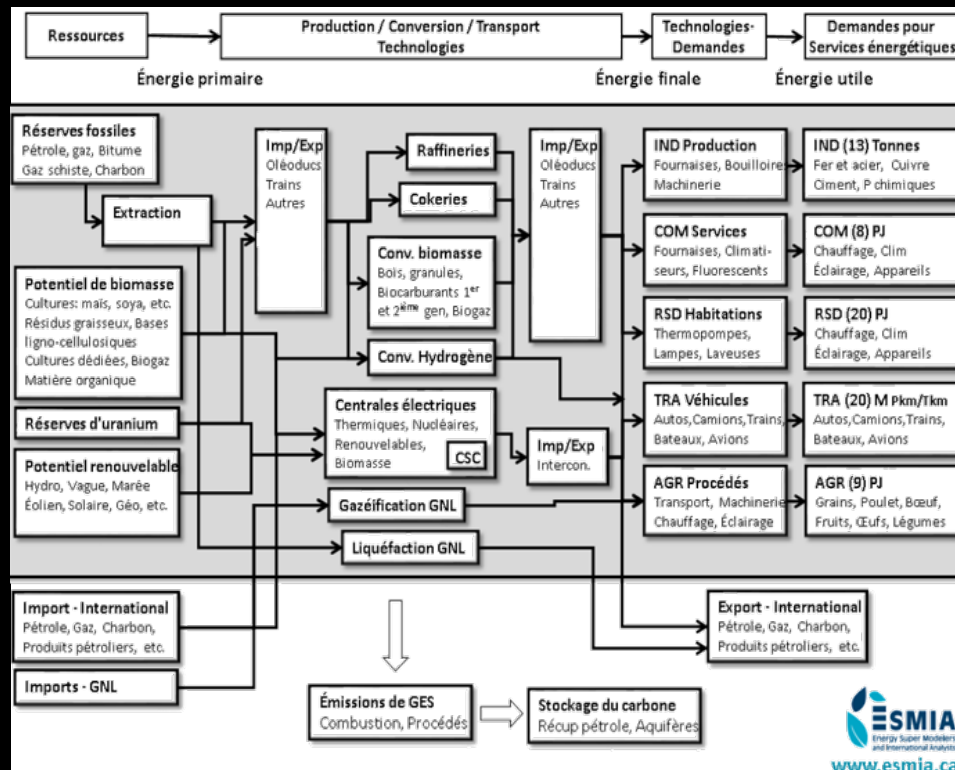 Ressources
Production / Conversion / Transport
Technologies
Technologies-
Demandes
Demandes pour
Services énergétiques
Énergie primaire
Énergie finale
Énergie utile
Réserves fossiles
Pétrole, gaz, Bitume
Gaz schiste, Charbon
Extraction
Potentiel de biomasse
Cultures: maïs, soya, etc.
Résidus graisseux, Bases
ligno-cellulosiques
Cultures dédiées, Biogaz
Matière organique
Réserves d'uranium
Potentiel renouvelable
Hydro, Vague, Marée
Éolien, Solaire, Géo, etc.
Imp/Exp
Oléoducs
Trains
Autres
Raffineries
Cokeries
Conv. biomasse
Bois, granules,
Biocarburants 1er
et 2ième gen, Biogaz
Conv. Hydrogène
Centrales électriques
Thermiques, Nucléaires,
Renouvelables,
Biomasse
CSC
Gazéification GNL
Liquéfaction GNL
Imp/Exp
Oléoducs
Trains
Autres
Imp/Exp
Intercon.
IND Production
Fournaises, Bouilloire
Machinerie
COM Services
Fournaises, Climati-
seurs, Fluorescents
RSD Habitations
Thermopompes,
Lampes, Laveuses
TRA Véhicules
Autos,Camions,Trains,
Bateaux, Avions
AGR Procédés
Transport, Machinerie
Chauffage, Éclairage
IND (13) Tonnes
Fer et acier, Cuivre
Ciment, P chimiques
COM (8) PJ
Chauffage, Clim
Éclairage, Appareils
RSD (20) PJ
Chauffage, Clim
Éclairage, Appareils
TRA (20) M Pkm/Tkm
Autos,Camions,Trains,
Bateaux, Avions
AGR (9) PJ
Grains, Poulet, Bœuf,
Fruits, Œufs, Légumes
Import - International
Pétrole, Gaz, Charbon,
Produits pétroliers, etc.
Imports - GNL
Export - International
Pétrole, Gaz, Charbon,
Produits pétroliers, etc.
Émissions de GES
Combustion, Procédés
Stockage du carbone
Récup pétrole, Aquifères
ESMIA
Energy Super Modelers
and International Analysts
www.esmia.ca